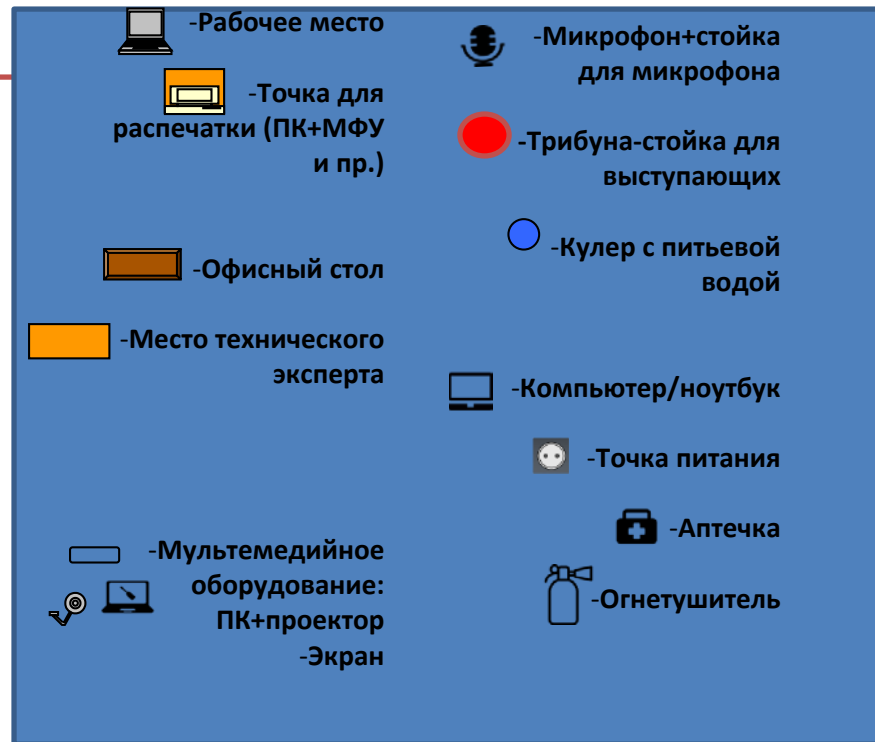 -Рабочее место
-Точка для
распечатки (ПК+МФУ
и пр.)
-Офисный стол
-Место технического
эксперта
-Мультемедийное
оборудование:
ПК+проектор
-Экран
-Микрофон+стойка
для микрофона
-Трибуна-стойка для
выступающих
-Кулер с питьевой
водой
-Компьютер/ноутбук
-Точка питания
-Аптечка
-Огнетушитель